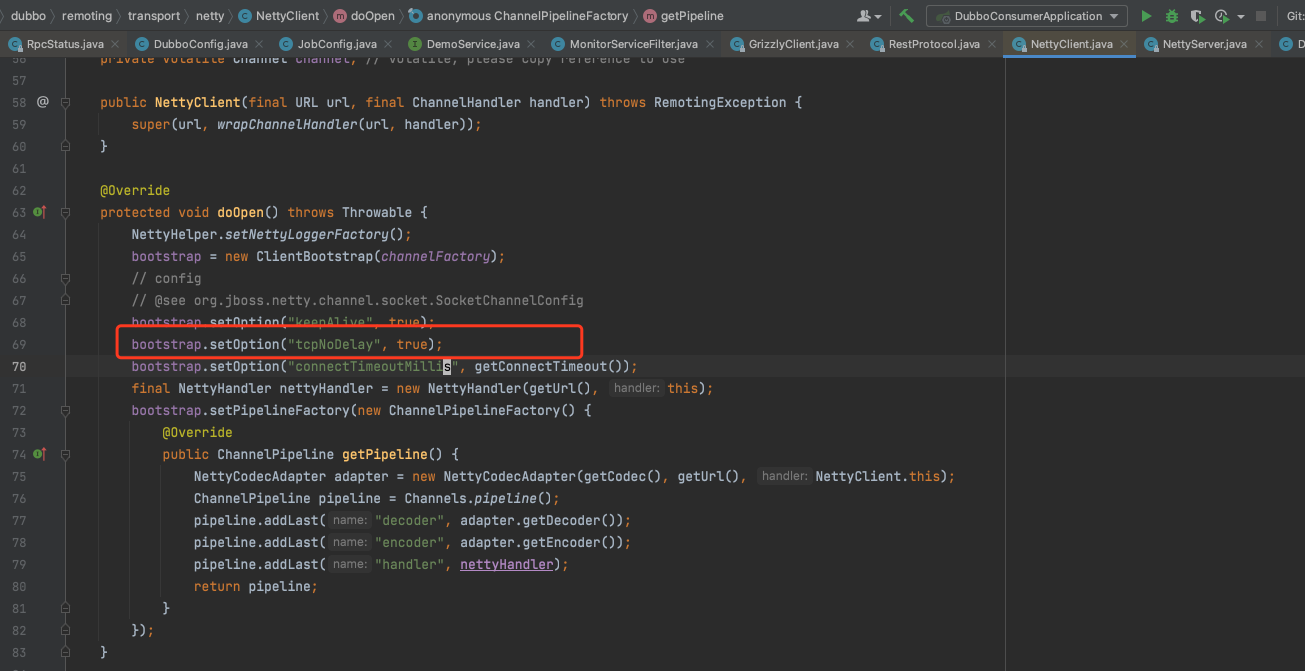 dubbo remoting transport netty NettyClient doOpen anonymous ChannelPipelineFactory getPipeline DubboConsumerApplication Git:
RpcStatus.java DubboConfig.java JobConfig.java DemoService.java MonitorServiceFilter.java GrizzlyClient.java RestProtocol.java NettyClient.java NettyServer.java D
56 private volatile Channel channel; // volatile, please copy reference to use
57
58 @ public NettyClient(final URL url, final ChannelHandler handler) throws RemotingException {
59 super(url, wrapChannelHandler(url, handler));
60 }
61
62 @Override
63 protected void doOpen() throws Throwable {
64 NettyHelper.setNettyLoggerFactory();
65 bootstrap = new ClientBootstrap(channelFactory);
66 // config
67 // @see org.jboss.netty.channel.socket.SocketChannelConfig
68 bootstrap.setOption("keepAlive", true);
69 bootstrap.setOption("tcpNoDelay", true);
70 bootstrap.setOption("connectTimeoutMillis", getConnectTimeout());
71 final NettyHandler nettyHandler = new NettyHandler(getUrl(), handler: this);
72 bootstrap.setPipelineFactory(new ChannelPipelineFactory() {
73 @Override
74 public ChannelPipeline getPipeline() {
75 NettyCodecAdapter adapter = new NettyCodecAdapter(getCodec(), getUrl(), handler: NettyClient.this);
76 ChannelPipeline pipeline = Channels.pipeline();
77 pipeline.addLast( name: "decoder", adapter.getDecoder());
78 pipeline.addLast( name: "encoder", adapter.getEncoder());
79 pipeline.addLast( name: "handler", nettyHandler);
80 return pipeline;
81 }
82 });
83 }